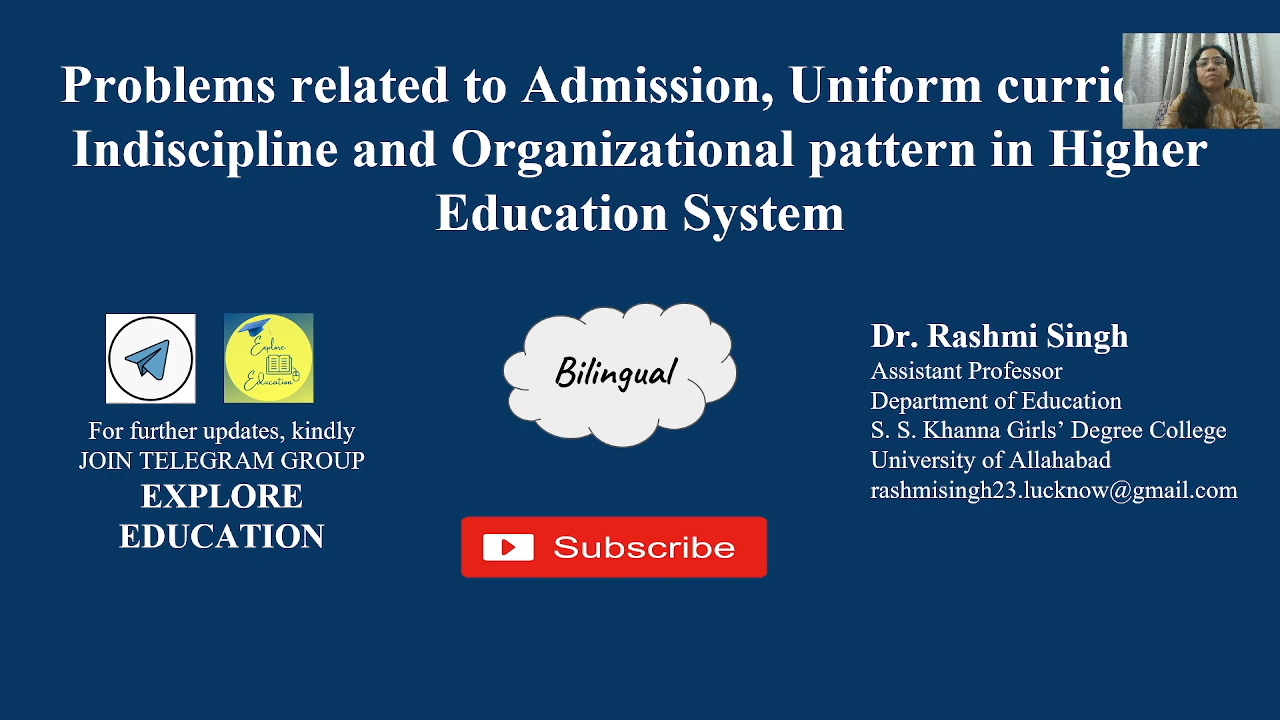 Problems related to Admission, Uniform
Indiscipline and Organizational pattern in Higher
Education System
Explore
Education
For further updates, kindly
JOIN TELEGRAM GROUP
EXPLORE
EDUCATION
Bilingual
Subscribe
Dr. Rashmi Singh
Assistant Professor
Department of Education
S. S. Khanna Girls’ Degree College
University of Allahabad
rashmisingh23.lucknow@gmail.com